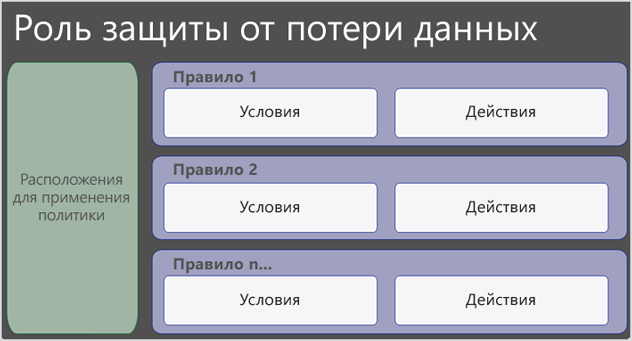 Роль защиты от потери данных
Расположения
для применения
политики
Правило 1
Условия
Действия
Правило 2
Условия
Действия
Правило n...
Условия
Действия